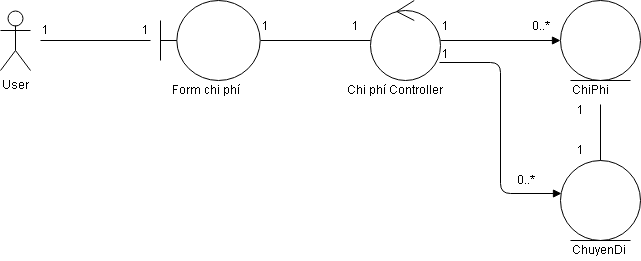 1 1 1 1 1 0..*
1
User Form chi phí Chi phí Controller ChiPhi
1
1
0..*
ChuyenDi